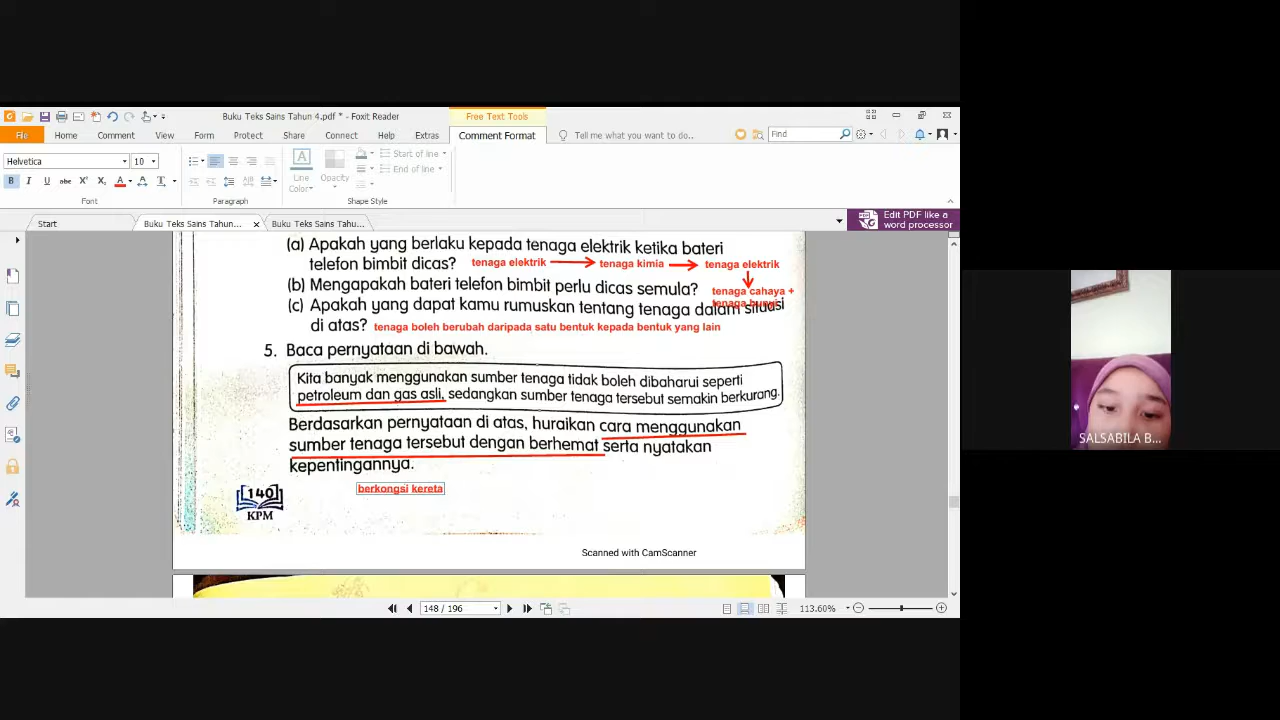 Buku Teks Sains Tahun 4.pdf * - Foxit Reader
Free Text Tools
File Home Comment View Form Protect Share Connect Help Extras Comment Format Tell me what you want to do.. Find
Helvetica 10
Start of line
End of line
Line Color
Opacity
Font Paragraph Shape Style
Start Buku Teks Sains Tahun... Buku Teks Sains Tahu...
Edit PDF like a
word processor
(a) Apakah yang berlaku kepada tenaga elektrik ketika bateri
telefon bimbit dicas? tenaga elektrik tenaga kimia tenaga elektrik
(b) Mengapakah bateri telefon bimbit perlu dicas semula? tenaga cahaya +
tenaga bunyi
(c) Apakah yang dapat kamu rumuskan tentang tenaga dalam situasi
di atas? tenaga boleh berubah daripada satu bentuk kepada bentuk yang lain
5. Baca pernyataan di bawah.
Kita banyak menggunakan sumber tenaga tidak boleh dibaharui seperti
petroleum dan gas asli, sedangkan sumber tenaga tersebut semakin berkurang.
Berdasarkan pernyataan di atas, huraikan cara menggunakan
sumber tenaga tersebut dengan berhemat serta nyatakan
kepentingannya.
berkongsi kereta
140
KPM
Scanned with CamScanner
148 / 196
113.60%
SALSABILA B...